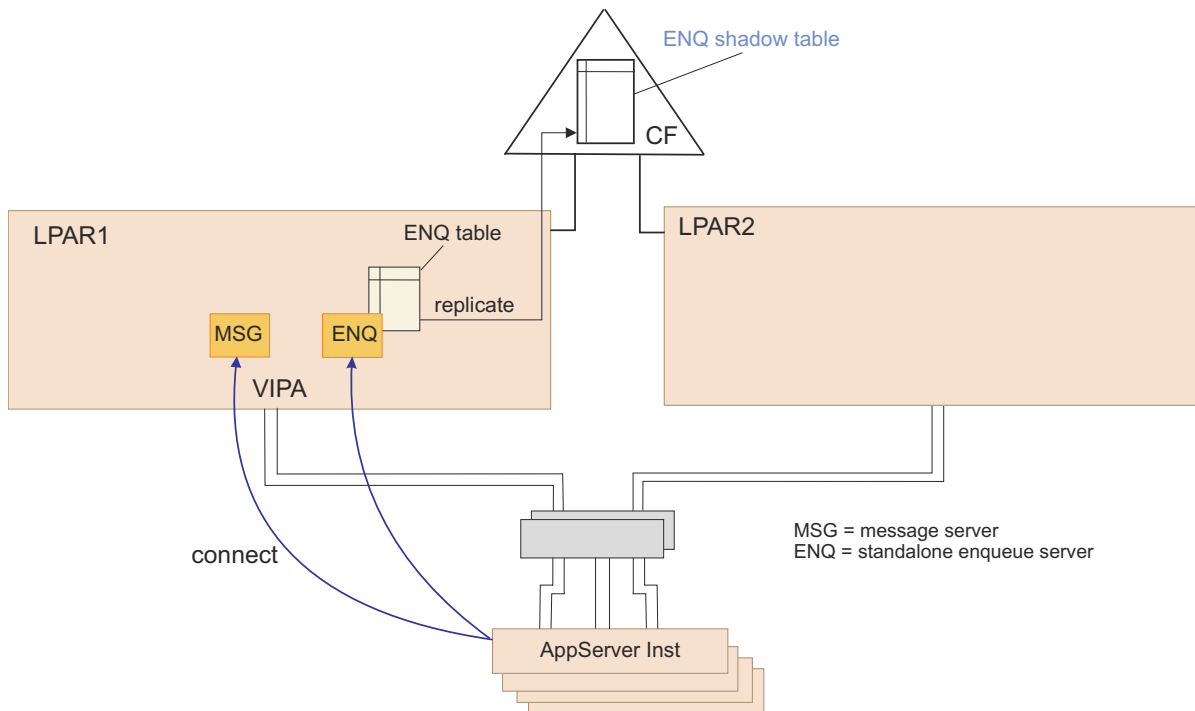 ENQ shadow table
CF
LPAR1
LPAR2
ENQ table
replicate
MSG
ENQ
VIPA
connect
MSG = message server
ENQ = standalone enqueue server
AppServer Inst